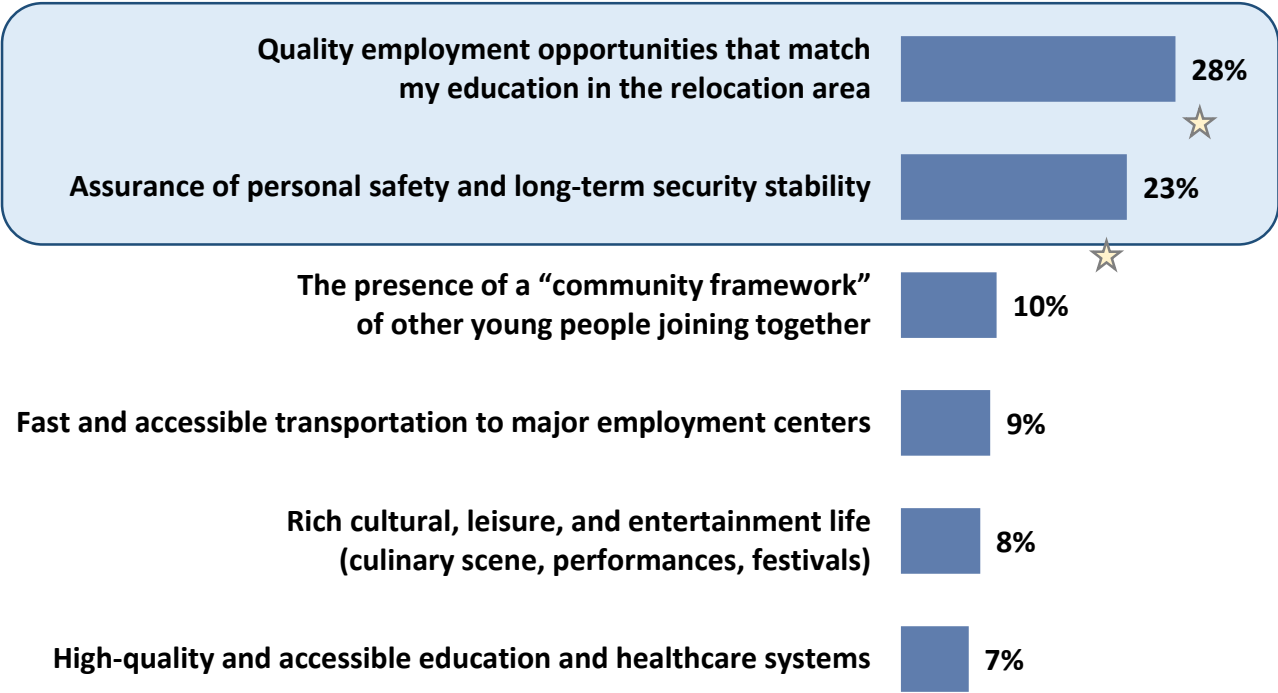 Quality employment opportunities that match
my education in the relocation area
28%
Assurance of personal safety and long-term security stability
23%
The presence of a “community framework”
of other young people joining together
10%
Fast and accessible transportation to major employment centers
9%
Rich cultural, leisure, and entertainment life
(culinary scene, performances, festivals)
8%
High-quality and accessible education and healthcare systems
7%